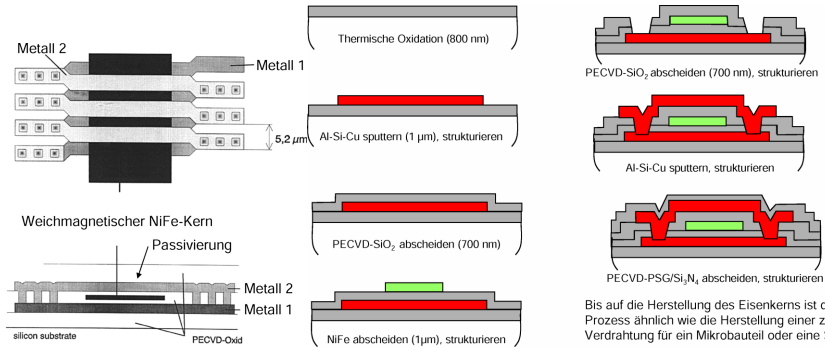 Metall 2
Metall 1
5,2 µm
Weichmagnetischer NiFe-Kern
Passivierung
Metall 2
Metall 1
silicon substrate
PECVD-Oxid
Thermische Oxidation (800 nm)
Al-Si-Cu sputtern (1 µm), strukturieren
PECVD-SiO₂ abscheiden (700 nm)
NiFe abscheiden (1µm), strukturieren
PECVD-SiO₂ abscheiden (700 nm), strukturieren
Al-Si-Cu sputtern, strukturieren
PECVD-PSG/Si₃N₄ abscheiden, strukturieren
Bis auf die Herstellung des Eisenkerns ist
Prozess ähnlich wie die Herstellung einer
Verdrahtung für ein Mikrobauteil oder eine